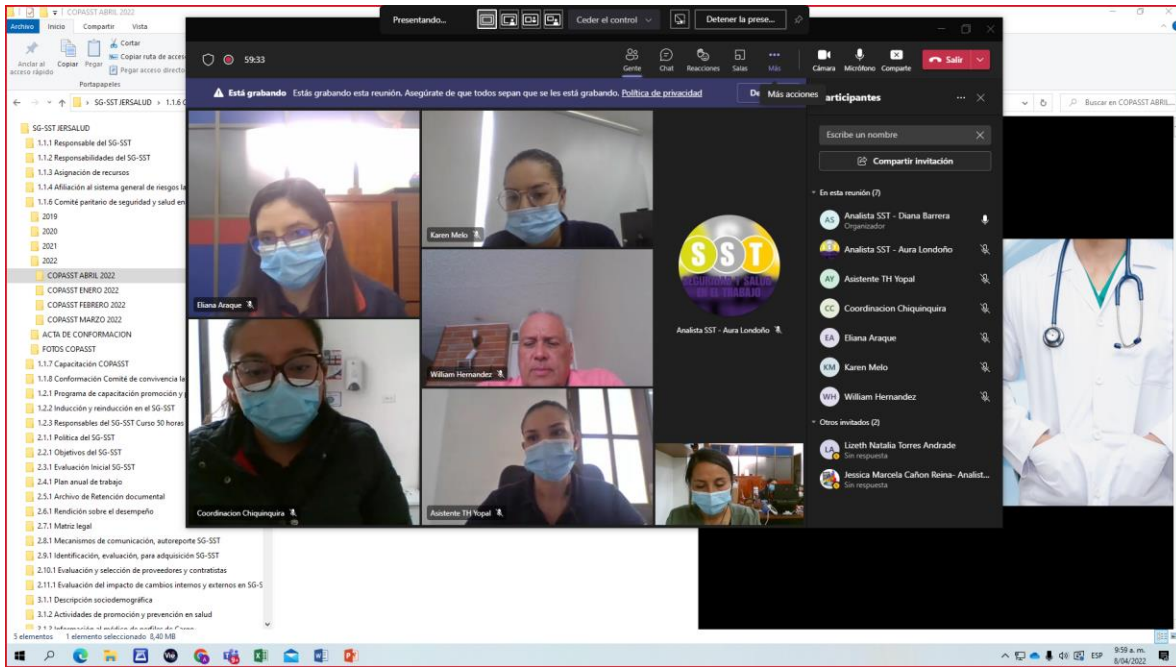 COPASST ABRIL 2022
Archivo
Inicio
Compartir
Vista
Anclar al acceso rápido
Copiar
Pegar
Cortar
Copiar ruta de acces
Pegar acceso directo
Portapapeles
Presentando...
Ceder el control
Detener la prese...
59:33
Gente
Chat
Reacciones
Salas
Más
Cámara
Micrófono
Comparte
Salir
Está grabando Estás grabando esta reunión. Asegúrate de que todos sepan que se les está grabando. Política de privacidad
De
Más acciones
SG-SST JERSALUD
1.1.6 C
Buscar en COPASST ABRIL...
SG-SST JERSALUD
1.1.1 Responsable del SG-SST
1.1.2 Responsabilidades del SG-SST
1.1.3 Asignación de recursos
1.1.4 Afiliación al sistema general de riesgos la
1.1.6 Comité paritario de seguridad y salud en
2019
2020
2021
2022
COPASST ABRIL 2022
COPASST ENERO 2022
COPASST FEBRERO 2022
COPASST MARZO 2022
ACTA DE CONFORMACION
FOTOS COPASST
1.1.7 Capacitación COPASST
1.1.8 Conformación Comité de convivencia la
1.2.1 Programa de capacitación promoción y
1.2.2 Inducción y reinducción en el SG-SST
1.2.3 Responsables del SG-SST Curso 50 horas
2.1.1 Política del SG-SST
2.2.1 Objetivos del SG-SST
2.3.1 Evaluación Inicial SG-SST
2.4.1 Plan anual de trabajo
2.5.1 Archivo de Retención documental
2.6.1 Rendición sobre el desempeño
2.7.1 Matriz legal
2.8.1 Mecanismos de comunicación, autoreporte SG-SST
2.9.1 Identificación, evaluación, para adquisición SG-SST
2.10.1 Evaluación y selección de proveedores y contratistas
2.11.1 Evaluación del impacto de cambios internos y externos en SG-S
3.1.1 Descripción sociodemográfica
3.1.2 Actividades de promoción y prevención en salud
5 elementos
1 elemento seleccionado 8,40 MB
Eliana Araque
Karen Melo
William Hernandez
Coordinacion Chiquinquira
Asistente TH Yopal
SST
SEGURIDAD Y SALUD
EN EL TRABAJO
Analista SST - Aura Londoño
articipantes
Escribe un nombre
Compartir invitación
En esta reunión (7)
AS
Analista SST - Diana Barrera
Organizador
Analista SST - Aura Londoño
AY
Asistente TH Yopal
CC
Coordinacion Chiquinquira
EA
Eliana Araque
KM
Karen Melo
WH
William Hernandez
Otros invitados (2)
LA
Lizeth Natalia Torres Andrade
Sin respuesta
Jessica Marcela Cañon Reina- Analist...
Sin respuesta
ESP
9:59 a. m.
8/04/2022